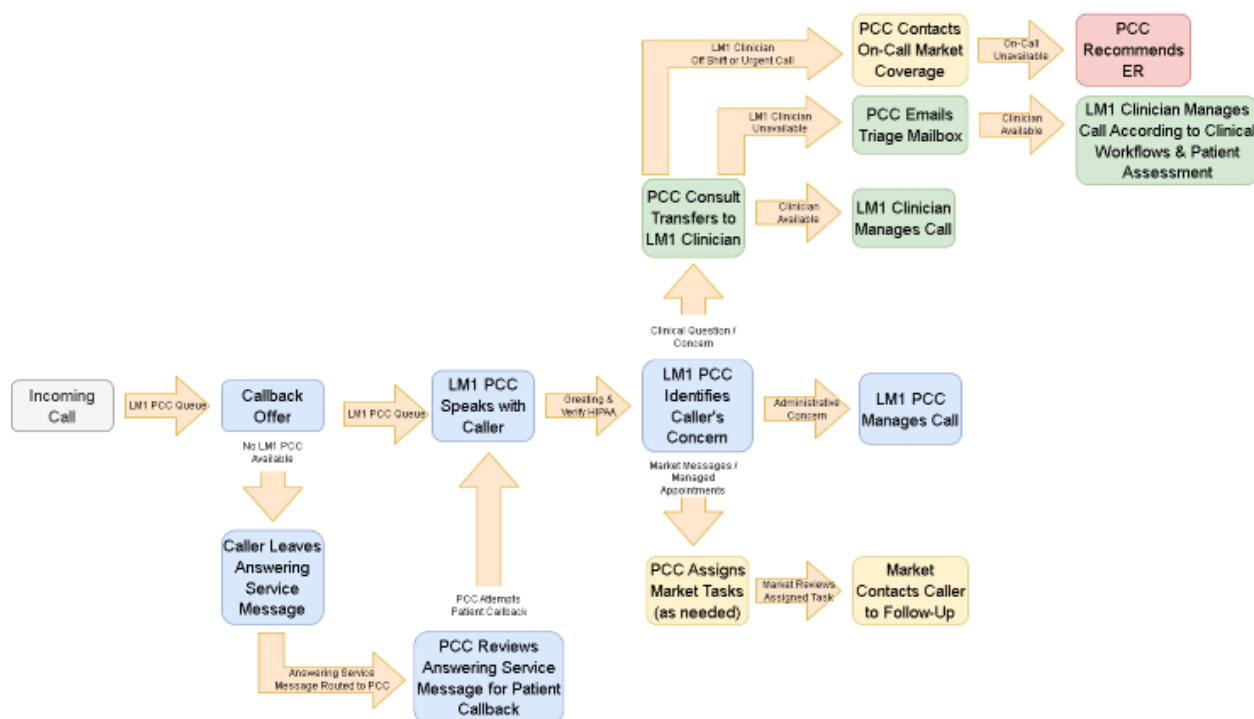 PCC Contacts
On-Call Market
Coverage
PCC
Recommends
ER
LM1 Clinician
Off Shift or Urgent Call
On-Call
Unavailable
LM1 Clinician
Unavailable
PCC Emails
Triage Mailbox
Clinician
Available
LM1 Clinician Manages
Call According to Clinical
Workflows & Patient
Assessment
PCC Consult
Transfers to
LM1 Clinician
Clinician
Available
LM1 Clinician
Manages Call
Clinical Question /
Concern
Incoming
Call
LM1 PCC Queue
Callback
Offer
LM1 PCC Queue
LM1 PCC
Speaks with
Caller
Greeting &
Verify HIPAA
LM1 PCC
Identifies
Caller's
Concern
Administrative
Concern
LM1 PCC
Manages Call
No LM1 PCC
Available
Market Messages /
Managed
Appointments
Caller Leaves
Answering
Service
Message
PCC Assigns
Market Tasks
(as needed)
Market Reviews
Assigned Task
Market
Contacts Caller
to Follow-Up
PCC Attempts
Patient Callback
Answering Service
Message Routed to PCC
PCC Reviews
Answering Service
Message for Patient
Callback